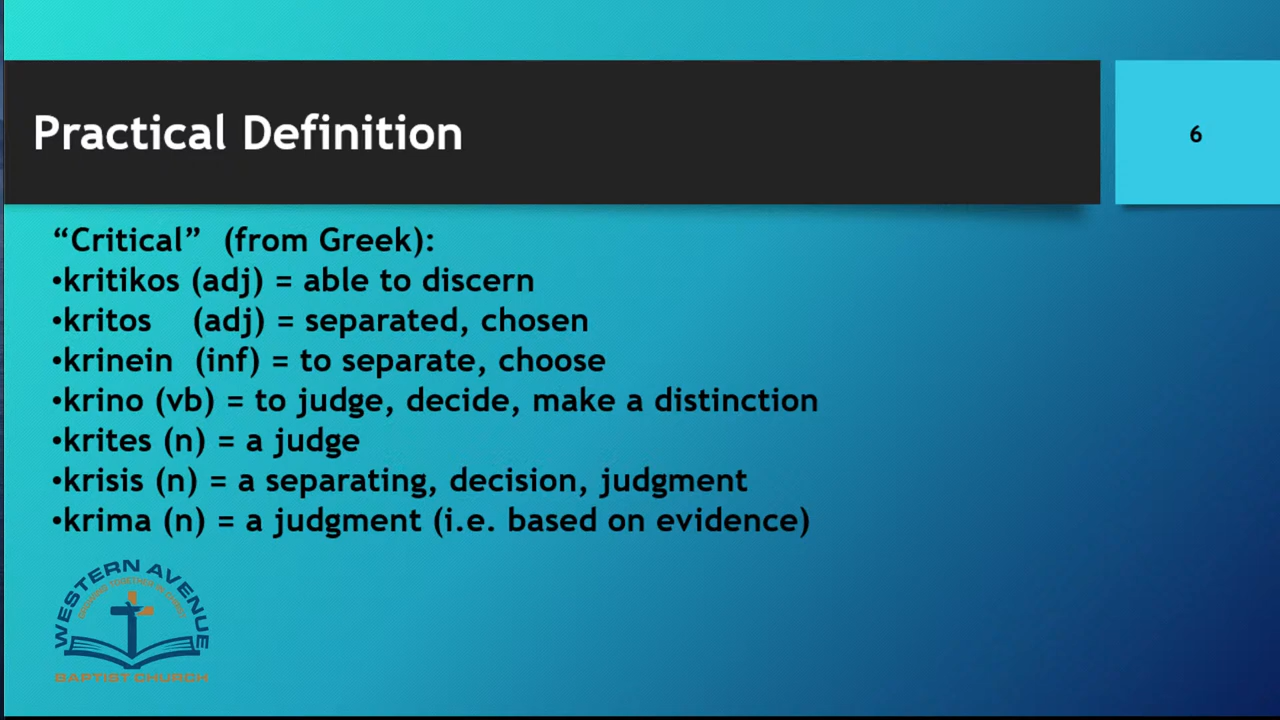 Practical Definition
6
“Critical”  (from Greek):
•kritikos (adj) = able to discern
•kritos    (adj) = separated, chosen
•krinein  (inf) = to separate, choose
•krino (vb) = to judge, decide, make a distinction
•krites (n) = a judge
•krisis (n) = a separating, decision, judgment
•krima (n) = a judgment (i.e. based on evidence)
WESTERN AVENUE
BAPTIST CHURCH